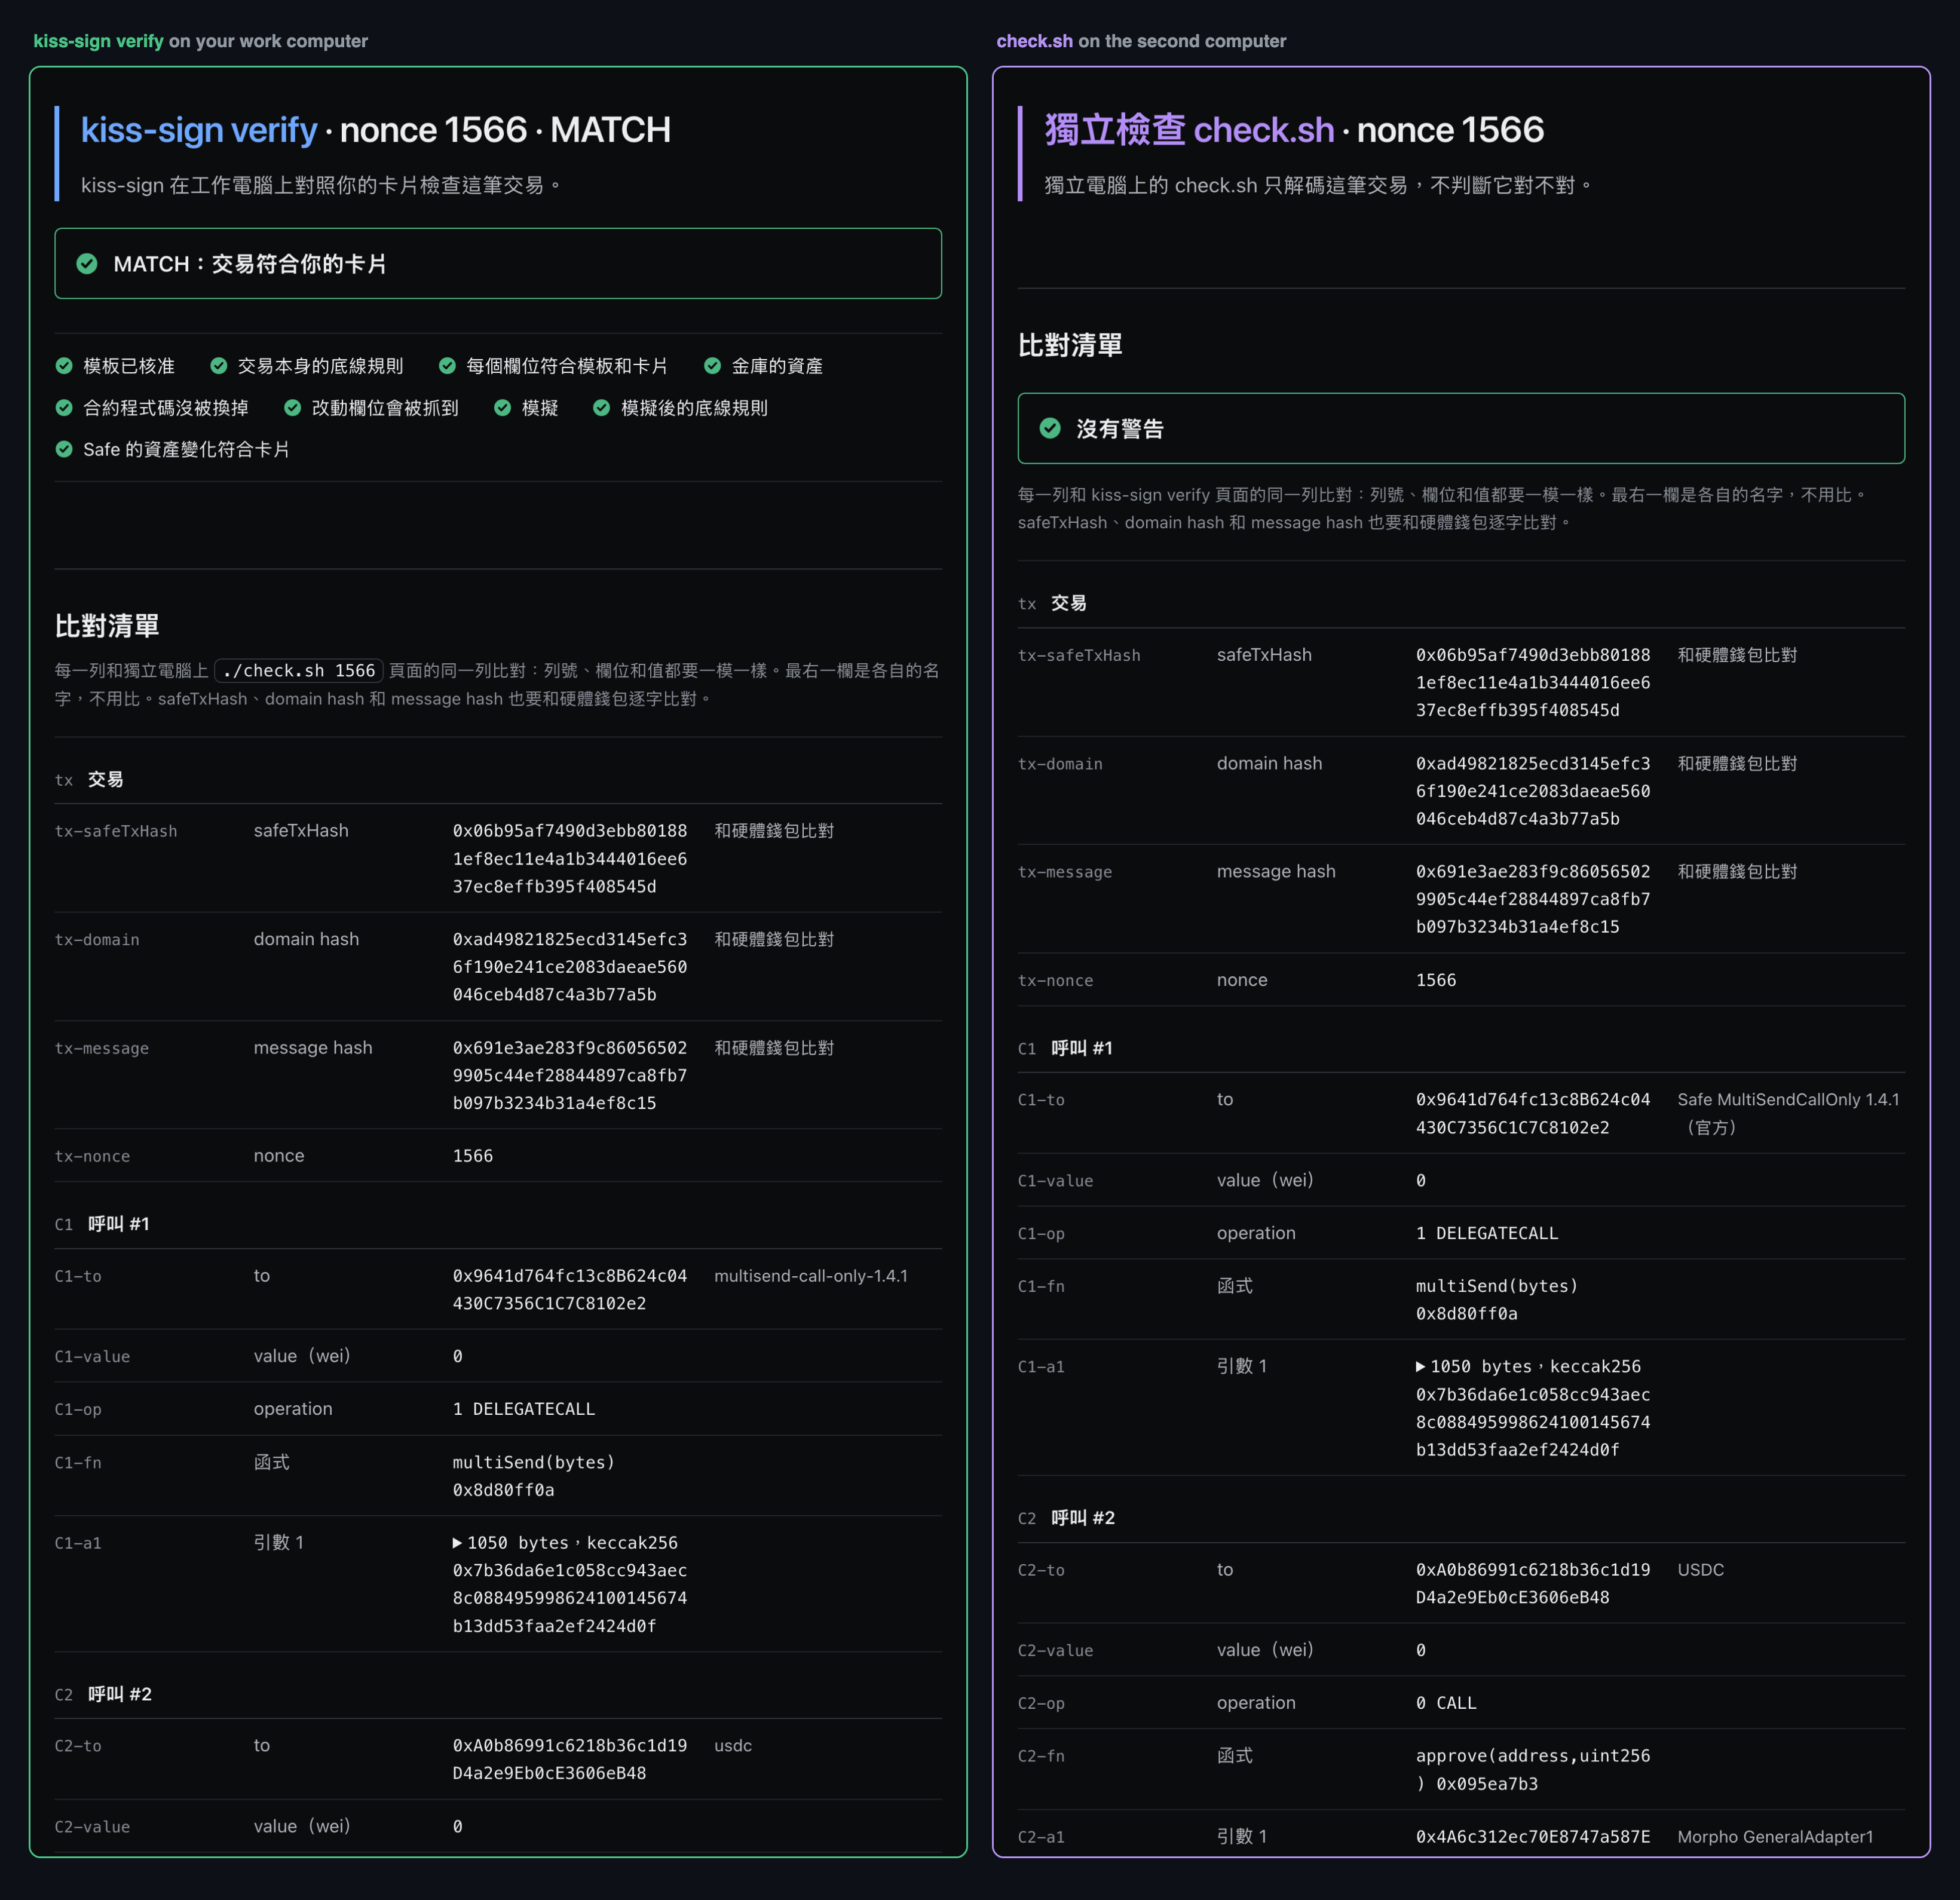 kiss-sign verify on your work computer
kiss-sign verify · nonce 1566 · MATCH
kiss-sign 在工作電腦上對照你的卡片檢查這筆交易。
MATCH：交易符合你的卡片
模板已核准 交易本身的底線規則 每個欄位符合模板和卡片 金庫的資產
合約程式碼沒被換掉 改動欄位會被抓到 模擬 模擬後的底線規則
Safe 的資產變化符合卡片
比對清單
每一列和獨立電腦上 ./check.sh 1566 頁面的同一列比對：列號、欄位和值都要一模一樣。最右一欄是各自的名
字，不用比。safeTxHash、domain hash 和 message hash 也要和硬體錢包逐字比對。
tx 交易
tx-safeTxHash safeTxHash 0x06b95af7490d3ebb80188 和硬體錢包比對
1ef8ec11e4a1b3444016ee6
37ec8effb395f408545d
tx-domain domain hash 0xad49821825ecd3145efc3 和硬體錢包比對
6f190e241ce2083daeae560
046ceb4d87c4a3b77a5b
tx-message message hash 0x691e3ae283f9c86056502 和硬體錢包比對
9905c44ef28844897ca8fb7
b097b3234b31a4ef8c15
tx-nonce nonce 1566
C1 呼叫 #1
C1-to to 0x9641d764fc13c8B624c04 multisend-call-only-1.4.1
430C7356C1C7C8102e2
C1-value value（wei） 0
C1-op operation 1 DELEGATECALL
C1-fn 函式 multiSend(bytes)
0x8d80ff0a
C1-a1 引數 1 ▶ 1050 bytes，keccak256
0x7b36da6e1c058cc943aec
8c088495998624100145674
b13dd53faa2ef2424d0f
C2 呼叫 #2
C2-to to 0xA0b86991c6218b36c1d19 usdc
D4a2e9Eb0cE3606eB48
C2-value value（wei） 0
check.sh on the second computer
獨立檢查 check.sh · nonce 1566
獨立電腦上的 check.sh 只解碼這筆交易，不判斷它對不對。
比對清單
沒有警告
每一列和 kiss-sign verify 頁面的同一列比對：列號、欄位和值都要一模一樣。最右一欄是各自的名字，不用比。
safeTxHash、domain hash 和 message hash 也要和硬體錢包逐字比對。
tx 交易
tx-safeTxHash safeTxHash 0x06b95af7490d3ebb80188 和硬體錢包比對
1ef8ec11e4a1b3444016ee6
37ec8effb395f408545d
tx-domain domain hash 0xad49821825ecd3145efc3 和硬體錢包比對
6f190e241ce2083daeae560
046ceb4d87c4a3b77a5b
tx-message message hash 0x691e3ae283f9c86056502 和硬體錢包比對
9905c44ef28844897ca8fb7
b097b3234b31a4ef8c15
tx-nonce nonce 1566
C1 呼叫 #1
C1-to to 0x9641d764fc13c8B624c04 Safe MultiSendCallOnly 1.4.1
430C7356C1C7C8102e2 （官方）
C1-value value（wei） 0
C1-op operation 1 DELEGATECALL
C1-fn 函式 multiSend(bytes)
0x8d80ff0a
C1-a1 引數 1 ▶ 1050 bytes，keccak256
0x7b36da6e1c058cc943aec
8c088495998624100145674
b13dd53faa2ef2424d0f
C2 呼叫 #2
C2-to to 0xA0b86991c6218b36c1d19 USDC
D4a2e9Eb0cE3606eB48
C2-value value（wei） 0
C2-op operation 0 CALL
C2-fn 函式 approve(address,uint256
) 0x095ea7b3
C2-a1 引數 1 0x4A6c312ec70E8747a587E Morpho GeneralAdapter1